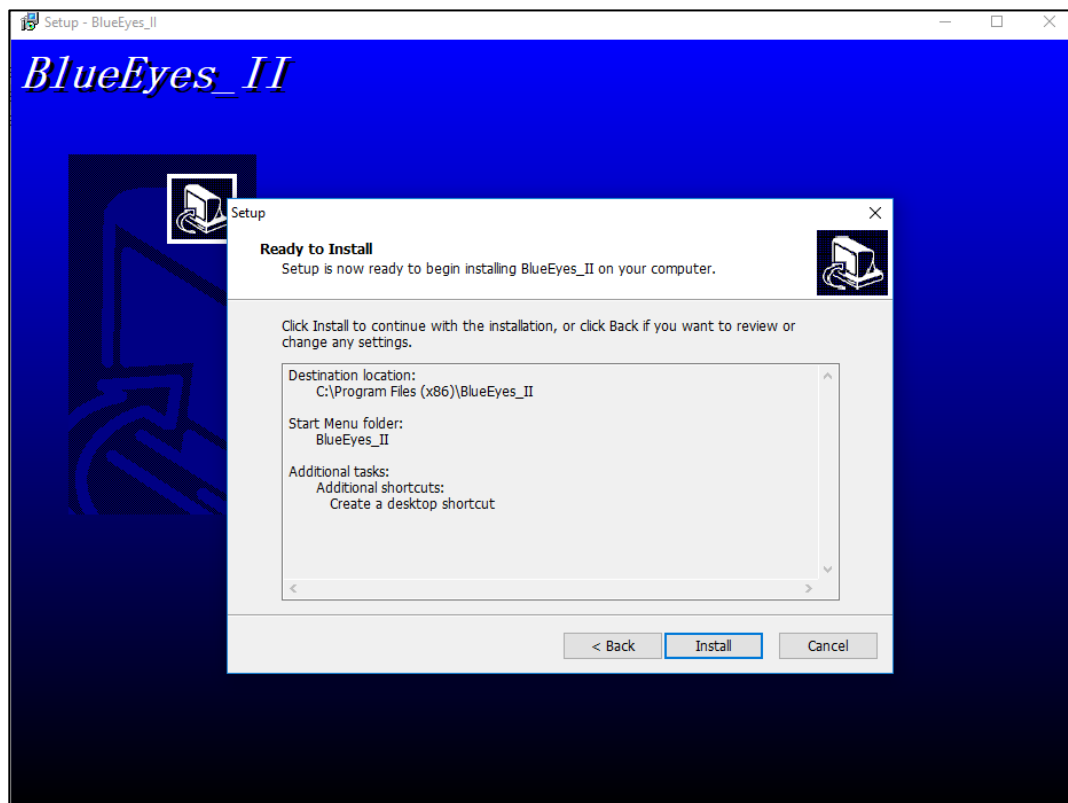 Setup - BlueEyes_II
BlueEyes_II
Setup
Ready to Install
Setup is now ready to begin installing BlueEyes_II on your computer.
Click Install to continue with the installation, or click Back if you want to review or
change any settings.
Destination location:
C:\Program Files (x86)\BlueEyes_II
Start Menu folder:
BlueEyes_II
Additional tasks:
Additional shortcuts:
Create a desktop shortcut
< Back Install Cancel